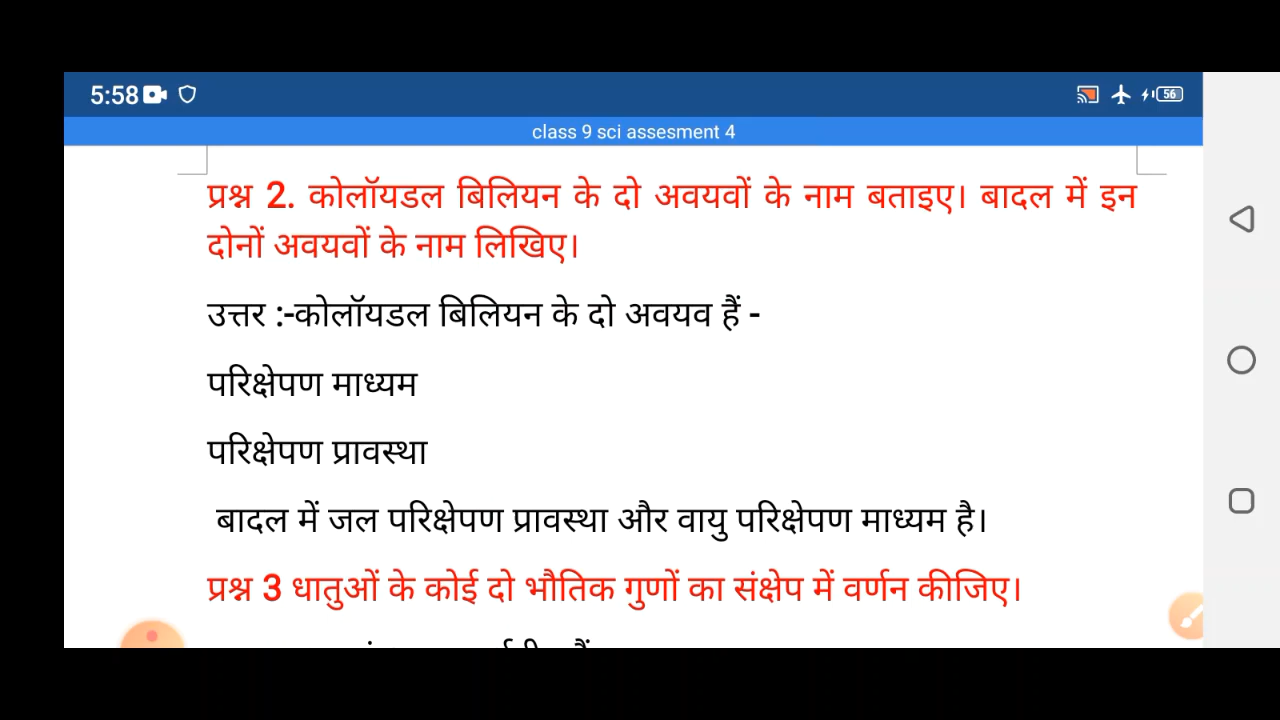 5:58
56
class 9 sci assesment 4
प्रश्न 2. कोलॉयडल बिलियन के दो अवयवों के नाम बताइए। बादल में इन
दोनों अवयवों के नाम लिखिए।
उत्तर :-कोलॉयडल बिलियन के दो अवयव हैं -
परिक्षेपण माध्यम
परिक्षेपण प्रावस्था
बादल में जल परिक्षेपण प्रावस्था और वायु परिक्षेपण माध्यम है।
प्रश्न 3 धातुओं के कोई दो भौतिक गुणों का संक्षेप में वर्णन कीजिए।